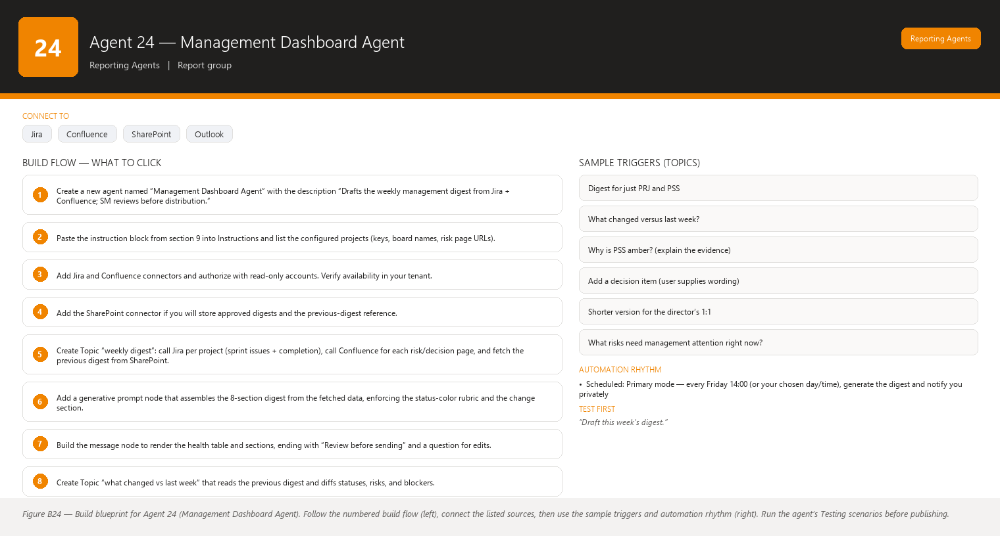 24
Agent 24 — Management Dashboard Agent
Reporting Agents | Report group
Reporting Agents
CONNECT TO
Jira
Confluence
SharePoint
Outlook
BUILD FLOW — WHAT TO CLICK
1
Create a new agent named “Management Dashboard Agent” with the description “Drafts the weekly management digest from Jira +
Confluence; SM reviews before distribution.”
2
Paste the instruction block from section 9 into Instructions and list the configured projects (keys, board names, risk page URLs).
3
Add Jira and Confluence connectors and authorize with read-only accounts. Verify availability in your tenant.
4
Add the SharePoint connector if you will store approved digests and the previous-digest reference.
5
Create Topic “weekly digest”: call Jira per project (sprint issues + completion), call Confluence for each risk/decision page, and fetch the
previous digest from SharePoint.
6
Add a generative prompt node that assembles the 8-section digest from the fetched data, enforcing the status-color rubric and the change
section.
7
Build the message node to render the health table and sections, ending with “Review before sending” and a question for edits.
8
Create Topic “what changed vs last week” that reads the previous digest and diffs statuses, risks, and blockers.
SAMPLE TRIGGERS (TOPICS)
Digest for just PRJ and PSS
What changed versus last week?
Why is PSS amber? (explain the evidence)
Add a decision item (user supplies wording)
Shorter version for the director’s 1:1
What risks need management attention right now?
AUTOMATION RHYTHM
• Scheduled: Primary mode — every Friday 14:00 (or your chosen day/time), generate the digest and notify you
privately
TEST FIRST
“Draft this week’s digest.”
Figure B24 — Build blueprint for Agent 24 (Management Dashboard Agent). Follow the numbered build flow (left), connect the listed sources, then use the sample triggers and automation rhythm (right). Run the agent’s Testing scenarios before publishing.